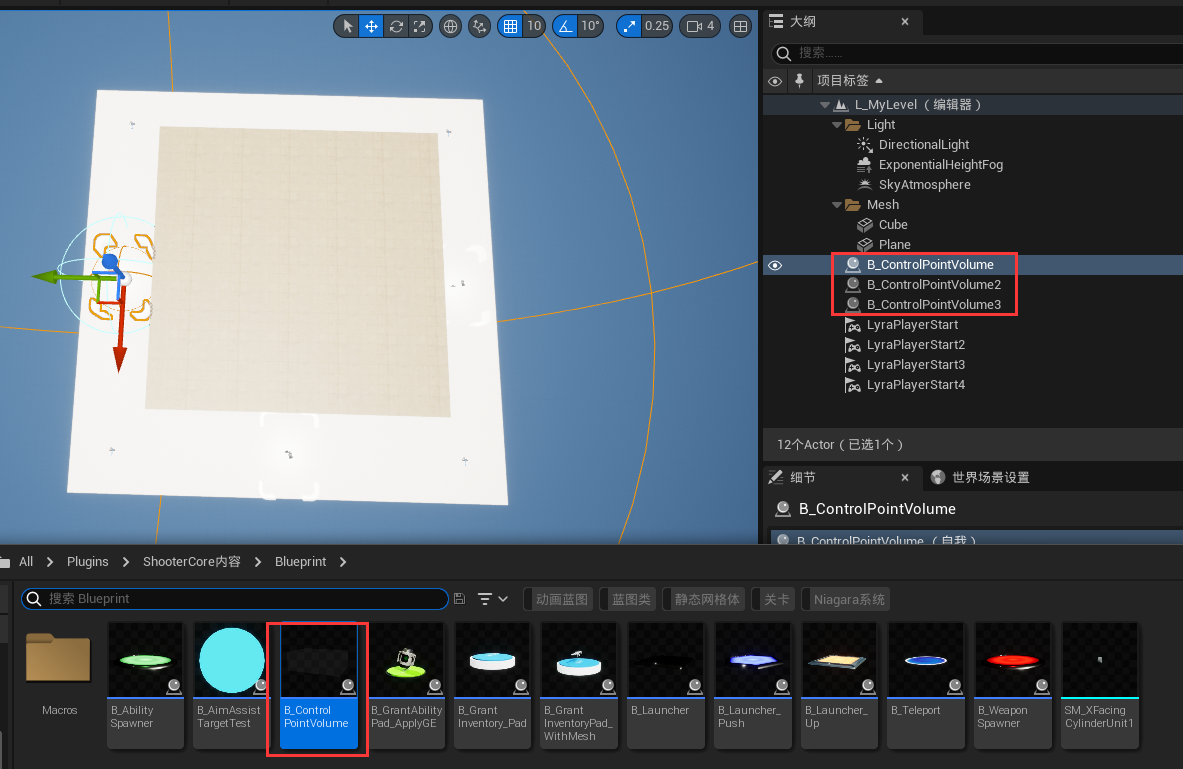 10
10°
0.25
4
大纲
搜索......
项目标签
L_MyLevel（编辑器）
Light
DirectionalLight
ExponentialHeightFog
SkyAtmosphere
Mesh
Cube
Plane
B_ControlPointVolume
B_ControlPointVolume2
B_ControlPointVolume3
LyraPlayerStart
LyraPlayerStart2
LyraPlayerStart3
LyraPlayerStart4
12个Actor（已选1个）
细节
世界场景设置
B_ControlPointVolume
B_ControlPointVolume（自我）
All
Plugins
ShooterCore内容
Blueprint
搜索 Blueprint
动画蓝图
蓝图类
静态网格体
关卡
Niagara系统
Macros
B_Ability
Spawner
B_AimAssist
TargetTest
B_Control
PointVolume
B_GrantAbility
Pad_ApplyGE
B_Grant
Inventory_Pad
B_Grant
InventoryPad_
WithMesh
B_Launcher
B_Launcher_
Push
B_Launcher_
Up
B_Teleport
B_Weapon
Spawner
SM_XFacing
CylinderUnit1